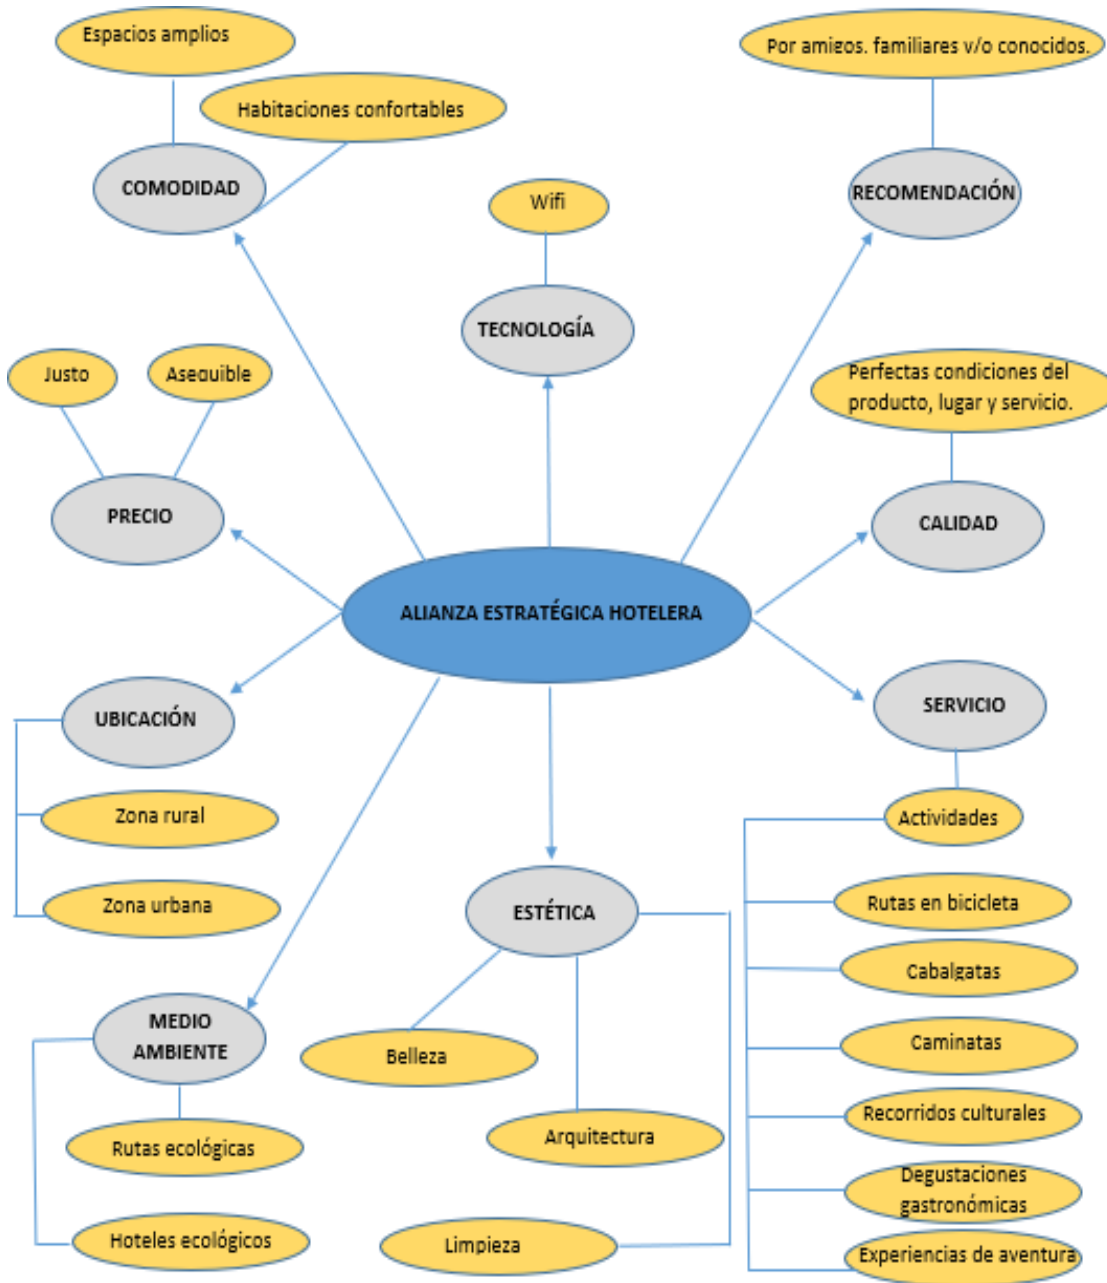 Espacios amplios
Por amigos, familiares y/o conocidos.
Habitaciones confortables
COMODIDAD
Wifi
RECOMENDACIÓN
TECNOLOGÍA
Justo
Asequible
Perfectas condiciones del
producto, lugar y servicio.
PRECIO
CALIDAD
ALIANZA ESTRATÉGICA HOTELERA
UBICACIÓN
SERVICIO
Zona rural
Actividades
Zona urbana
ESTÉTICA
Rutas en bicicleta
Cabalgatas
MEDIO
AMBIENTE
Belleza
Caminatas
Rutas ecológicas
Arquitectura
Recorridos culturales
Degustaciones
gastronómicas
Hoteles ecológicos
Limpieza
Experiencias de aventura